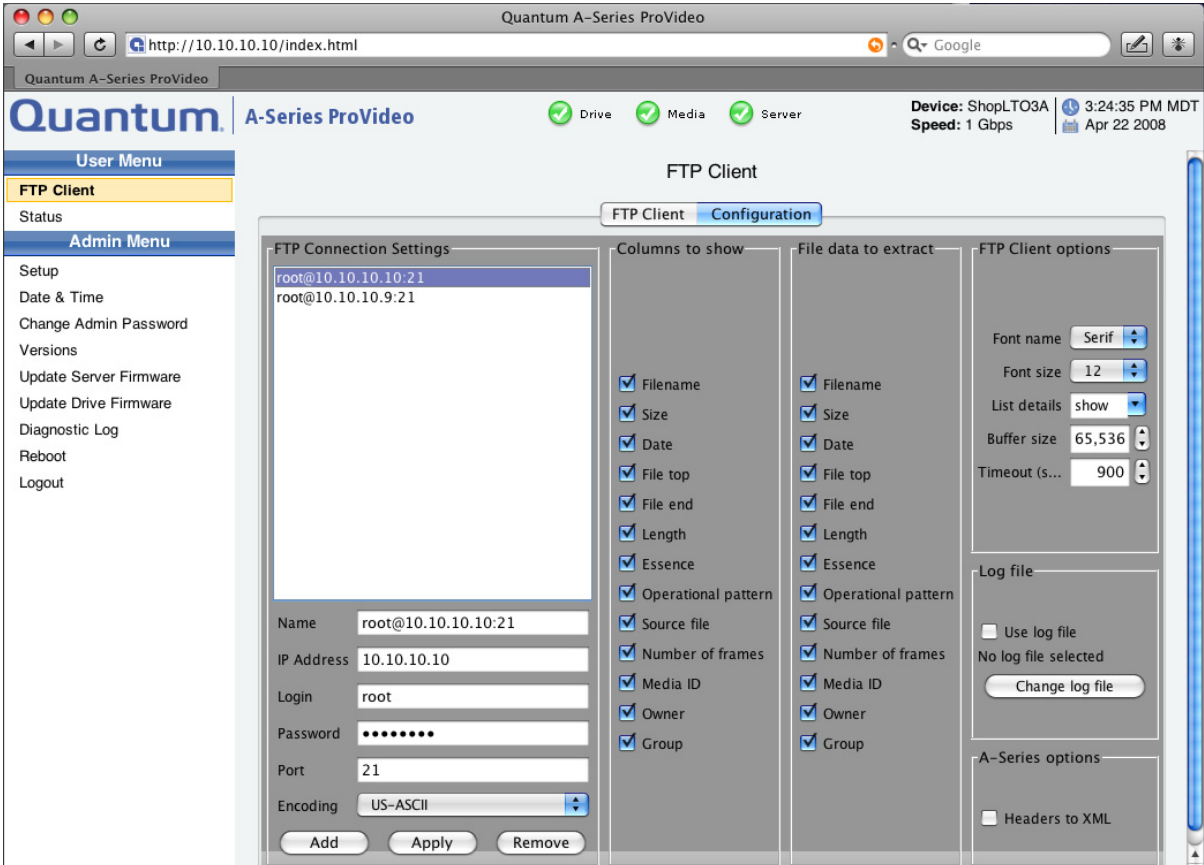 Quantum A-Series ProVideo
http://10.10.10.10/index.html
Google
Quantum A-Series ProVideo
Quantum. A-Series ProVideo
Drive Media Server
Device: ShopLTO3A
Speed: 1 Gbps
3:24:35 PM MDT
Apr 22 2008
User Menu
FTP Client
Status
Admin Menu
Setup
Date & Time
Change Admin Password
Versions
Update Server Firmware
Update Drive Firmware
Diagnostic Log
Reboot
Logout
FTP Client
FTP Client Configuration
FTP Connection Settings
root@10.10.10.10:21
root@10.10.10.9:21
Name root@10.10.10.10:21
IP Address 10.10.10.10
Login root
Password ••••••••
Port 21
Encoding US-ASCII
Add Apply Remove
Columns to show
Filename
Size
Date
File top
File end
Length
Essence
Operational pattern
Source file
Number of frames
Media ID
Owner
Group
File data to extract
Filename
Size
Date
File top
File end
Length
Essence
Operational pattern
Source file
Number of frames
Media ID
Owner
Group
FTP Client options
Font name Serif
Font size 12
List details show
Buffer size 65,536
Timeout (s... 900
Log file
Use log file
No log file selected
Change log file
A-Series options
Headers to XML